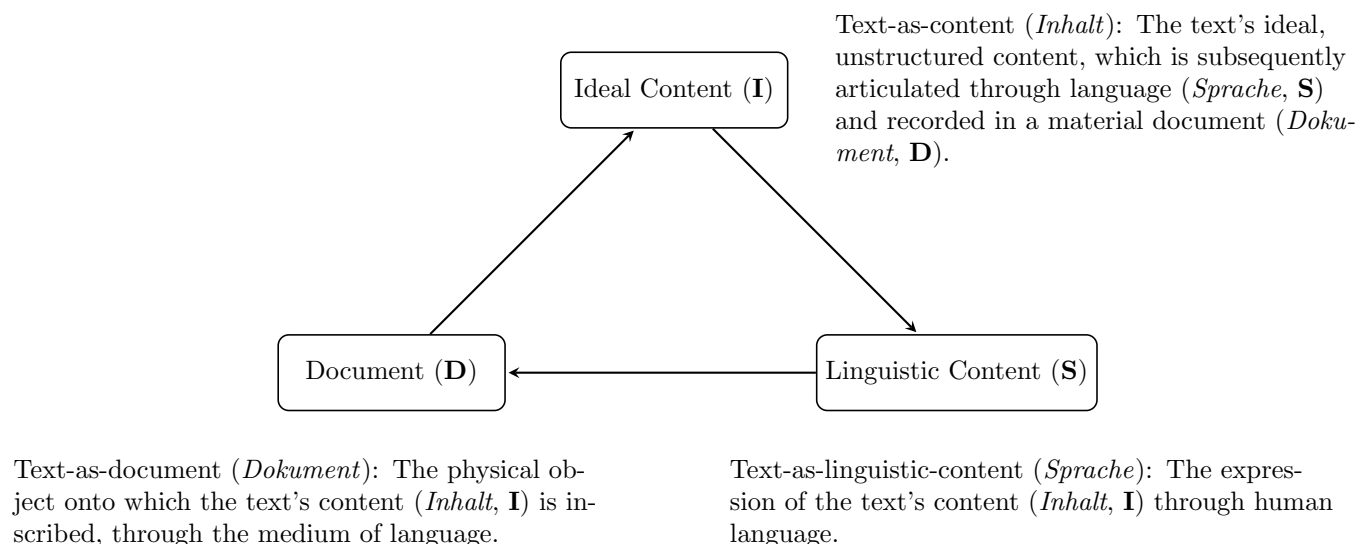 Text-as-content (Inhalt): The text's ideal,
unstructured content, which is subsequently
articulated through language (Sprache, S)
and recorded in a material document (Doku-
ment, D).
Ideal Content (I)
Document (D)
Linguistic Content (S)
Text-as-document (Dokument): The physical ob-
ject onto which the text's content (Inhalt, I) is in-
scribed, through the medium of language.
Text-as-linguistic-content (Sprache): The expres-
sion of the text's content (Inhalt, I) through human
language.